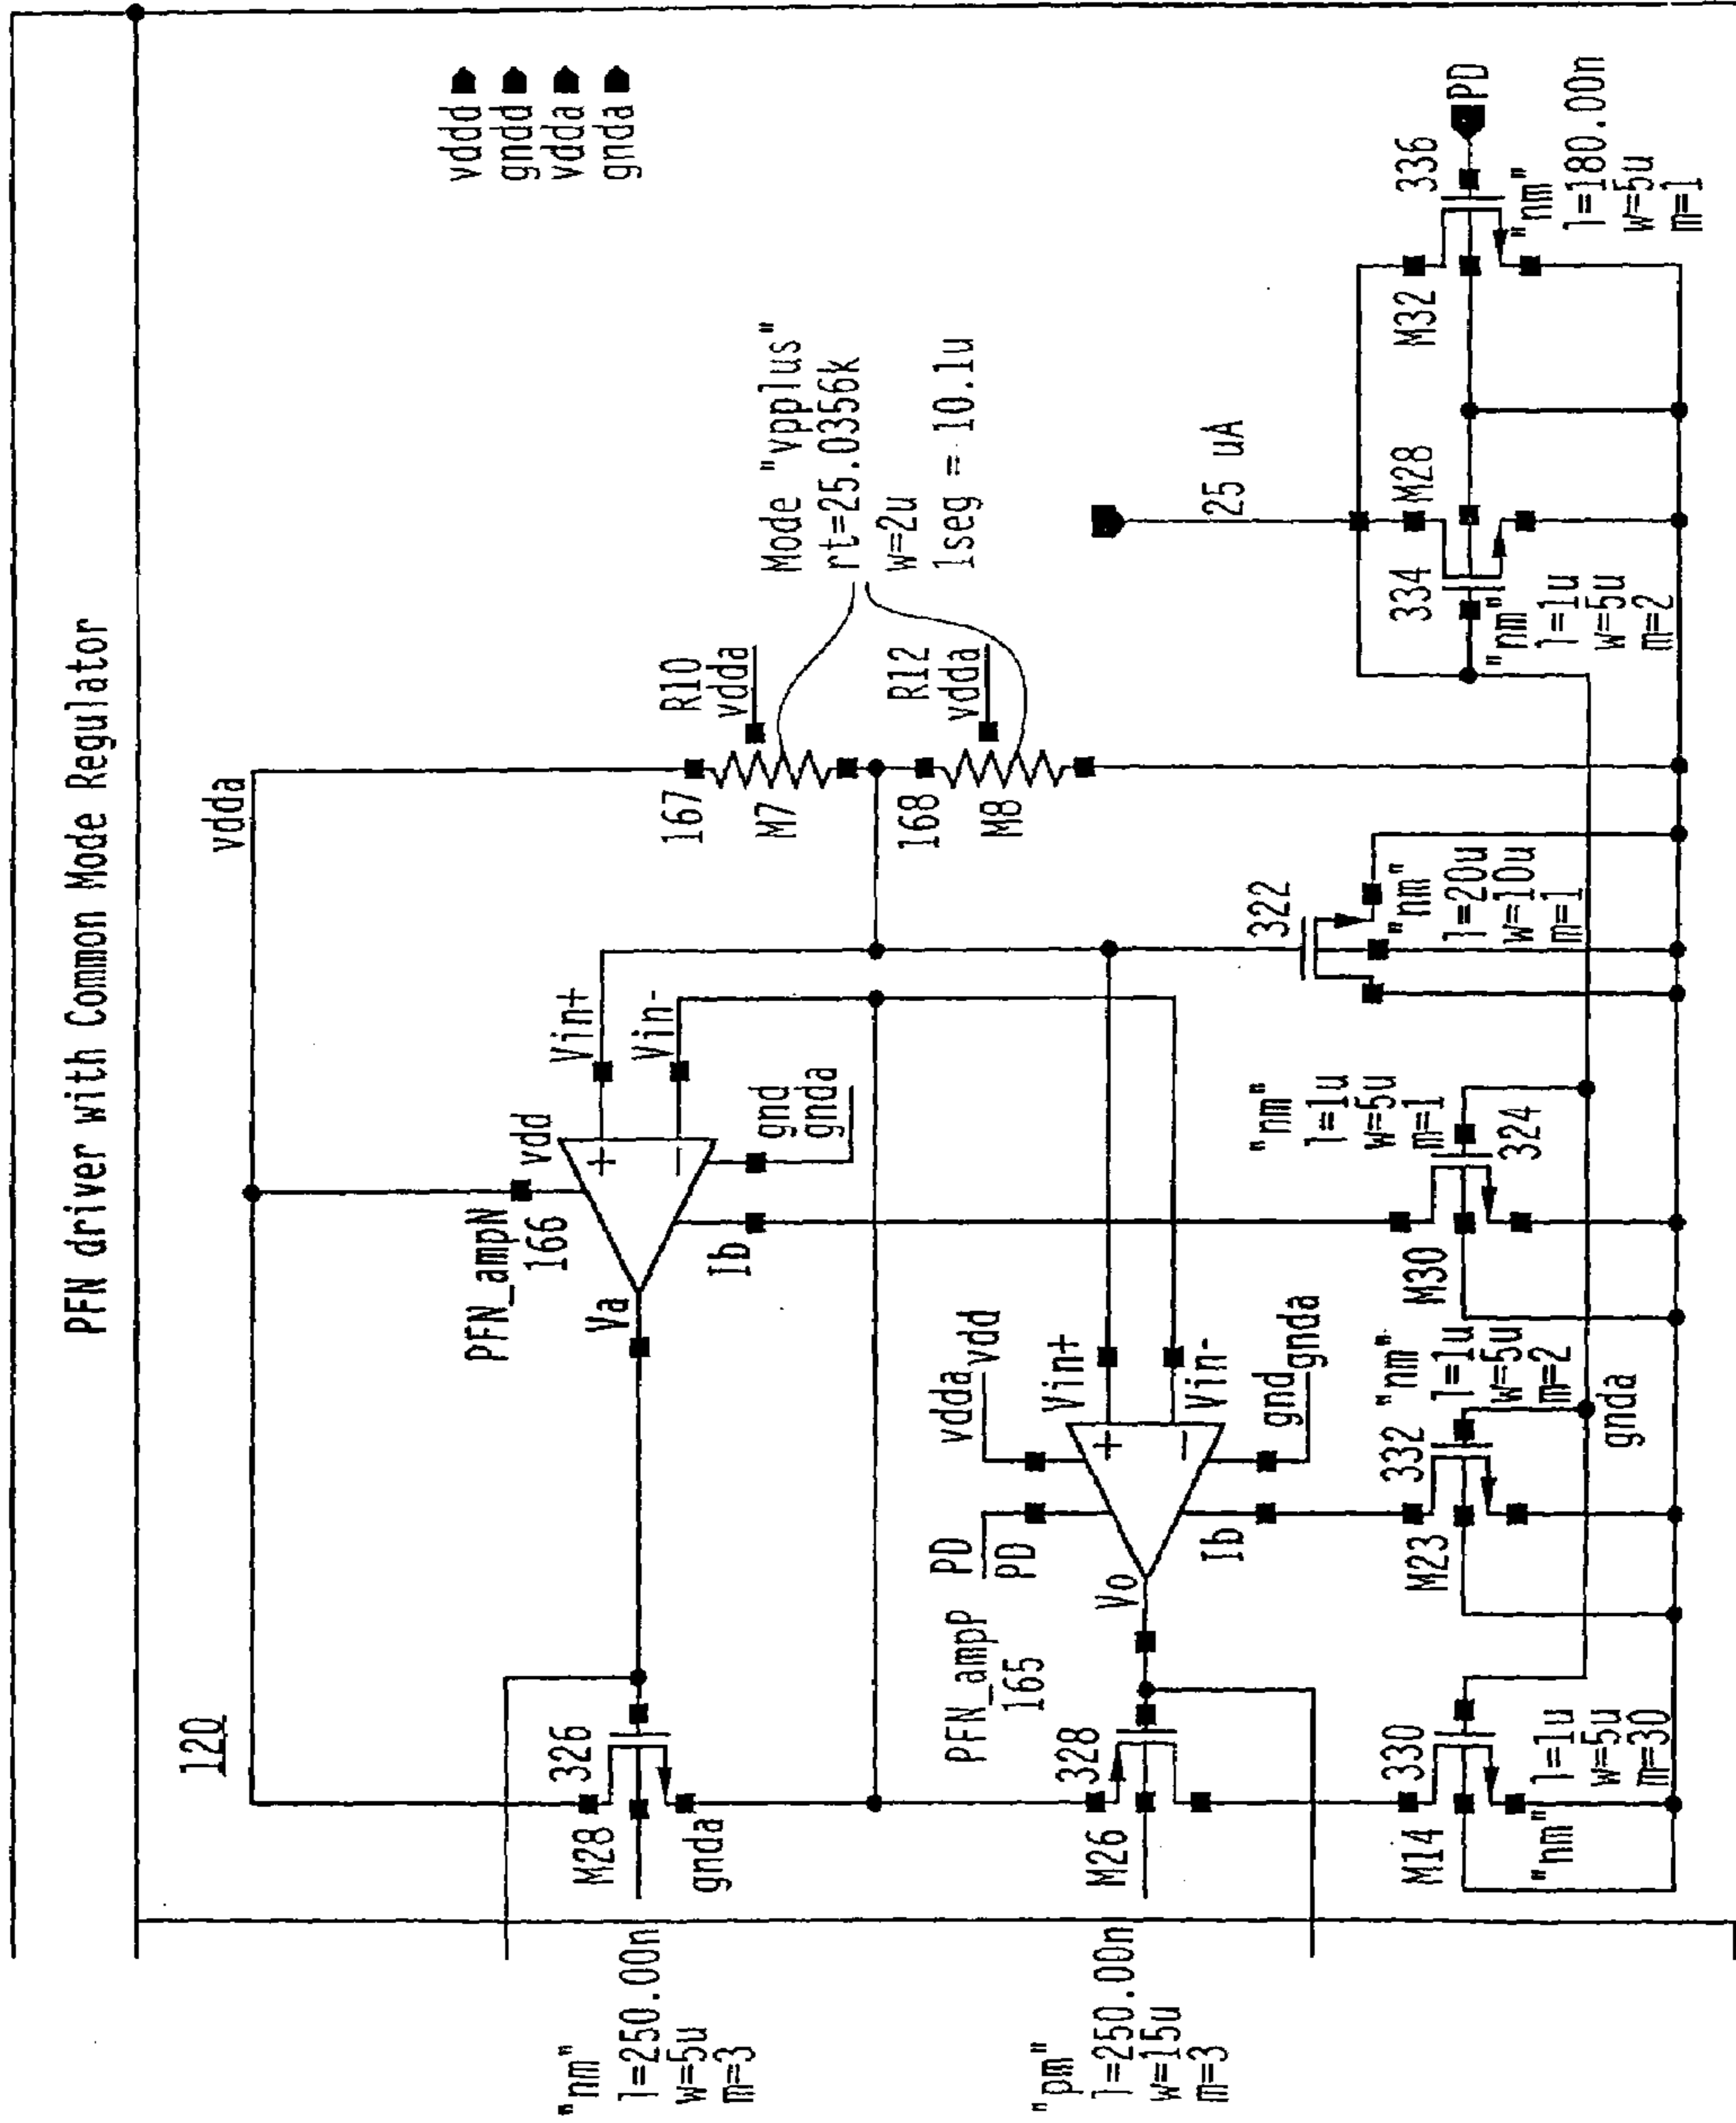 PFN driver with Common Mode Regulator
120
vdda
vddd
gndd
vdda
gnda
"nm"
l=250.00n
w=5u
m=3
M28
326
gnda
PFN_ampN
166
vdd
Va
Ib
Vin+
Vin-
+
−
gnd
gnda
167
R10
vdda
M7
168
R12
vdda
M8
Mode "vpplus"
rt=25.0356k
w=2u
lseg = 10.1u
"pm"
l=250.00n
w=15u
m=3
M26
328
PFN_ampP
165
Vo
PD
PD
vdda
vdd
Vin+
Vin-
+
−
Ib
gnd
gnda
322
"nm"
l=20u
w=10u
m=1
25 uA
M14
330
"nm"
l=1u
w=5u
m=30
M23
332
"nm"
l=1u
w=5u
m=2
gnda
M30
324
"nm"
l=1u
w=5u
m=1
334
M28
"nm"
l=1u
w=5u
m=2
M32
336
"nm"
l=180.00n
w=5u
m=1
PD